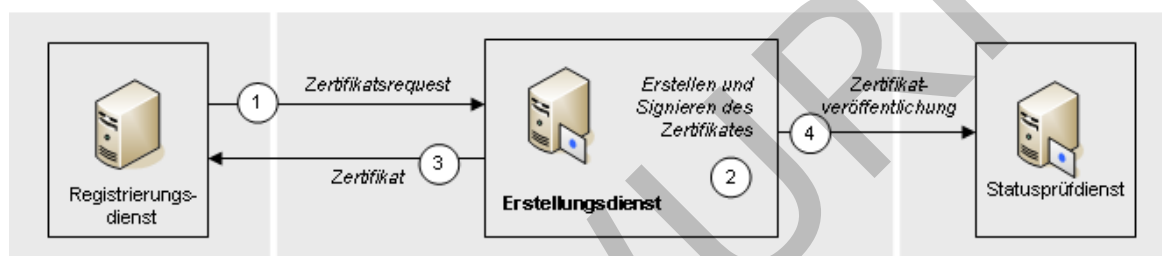 Registrierungs-
dienst
1
Zertifikatsrequest
3
Zertifikat
Erstellen und
Signieren des
Zertifikates
2
Erstellungsdienst
4
Zertifikat-
veröffentlichung
Statusprüfdienst